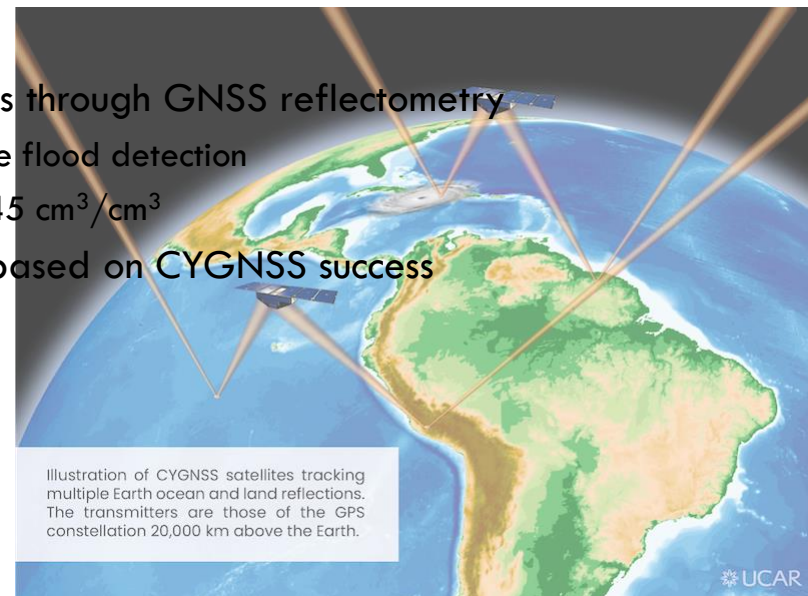 s through GNSS reflectometry
e flood detection
45 cm³/cm³
based on CYGNSS success
Illustration of CYGNSS satellites tracking
multiple Earth ocean and land reflections.
The transmitters are those of the GPS
constellation 20,000 km above the Earth.
UCAR